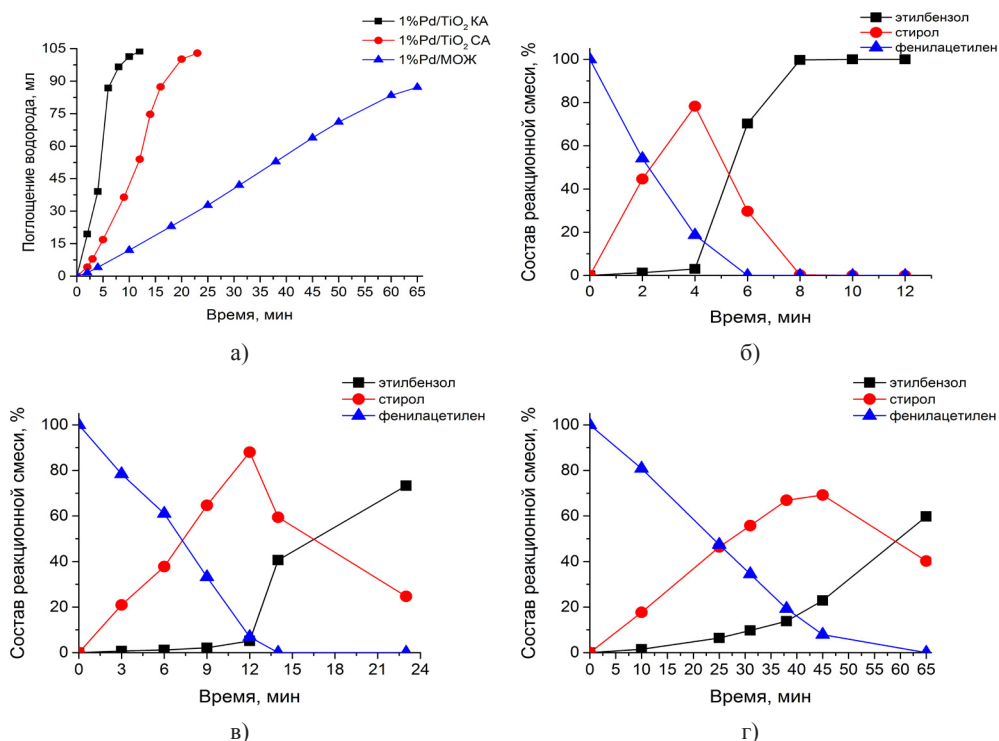 1%Pd/TiO₂ КА
1%Pd/TiO₂ СА
1%Pd/МОЖ
Поглощение водорода, мл
120
105
90
75
60
45
30
15
0
0 5 10 15 20 25 30 35 40 45 50 55 60 65
Время, мин
а)
этилбензол
стирол
фенилацетилен
Состав реакционной смеси, %
100
80
60
40
20
0
0 2 4 6 8 10 12
Время, мин
б)
этилбензол
стирол
фенилацетилен
Состав реакционной смеси, %
100
80
60
40
20
0
0 3 6 9 12 15 18 21 24
Время, мин
в)
этилбензол
стирол
фенилацетилен
Состав реакционной смеси, %
100
80
60
40
20
0
0 5 10 15 20 25 30 35 40 45 50 55 60 65
Время, мин
г)